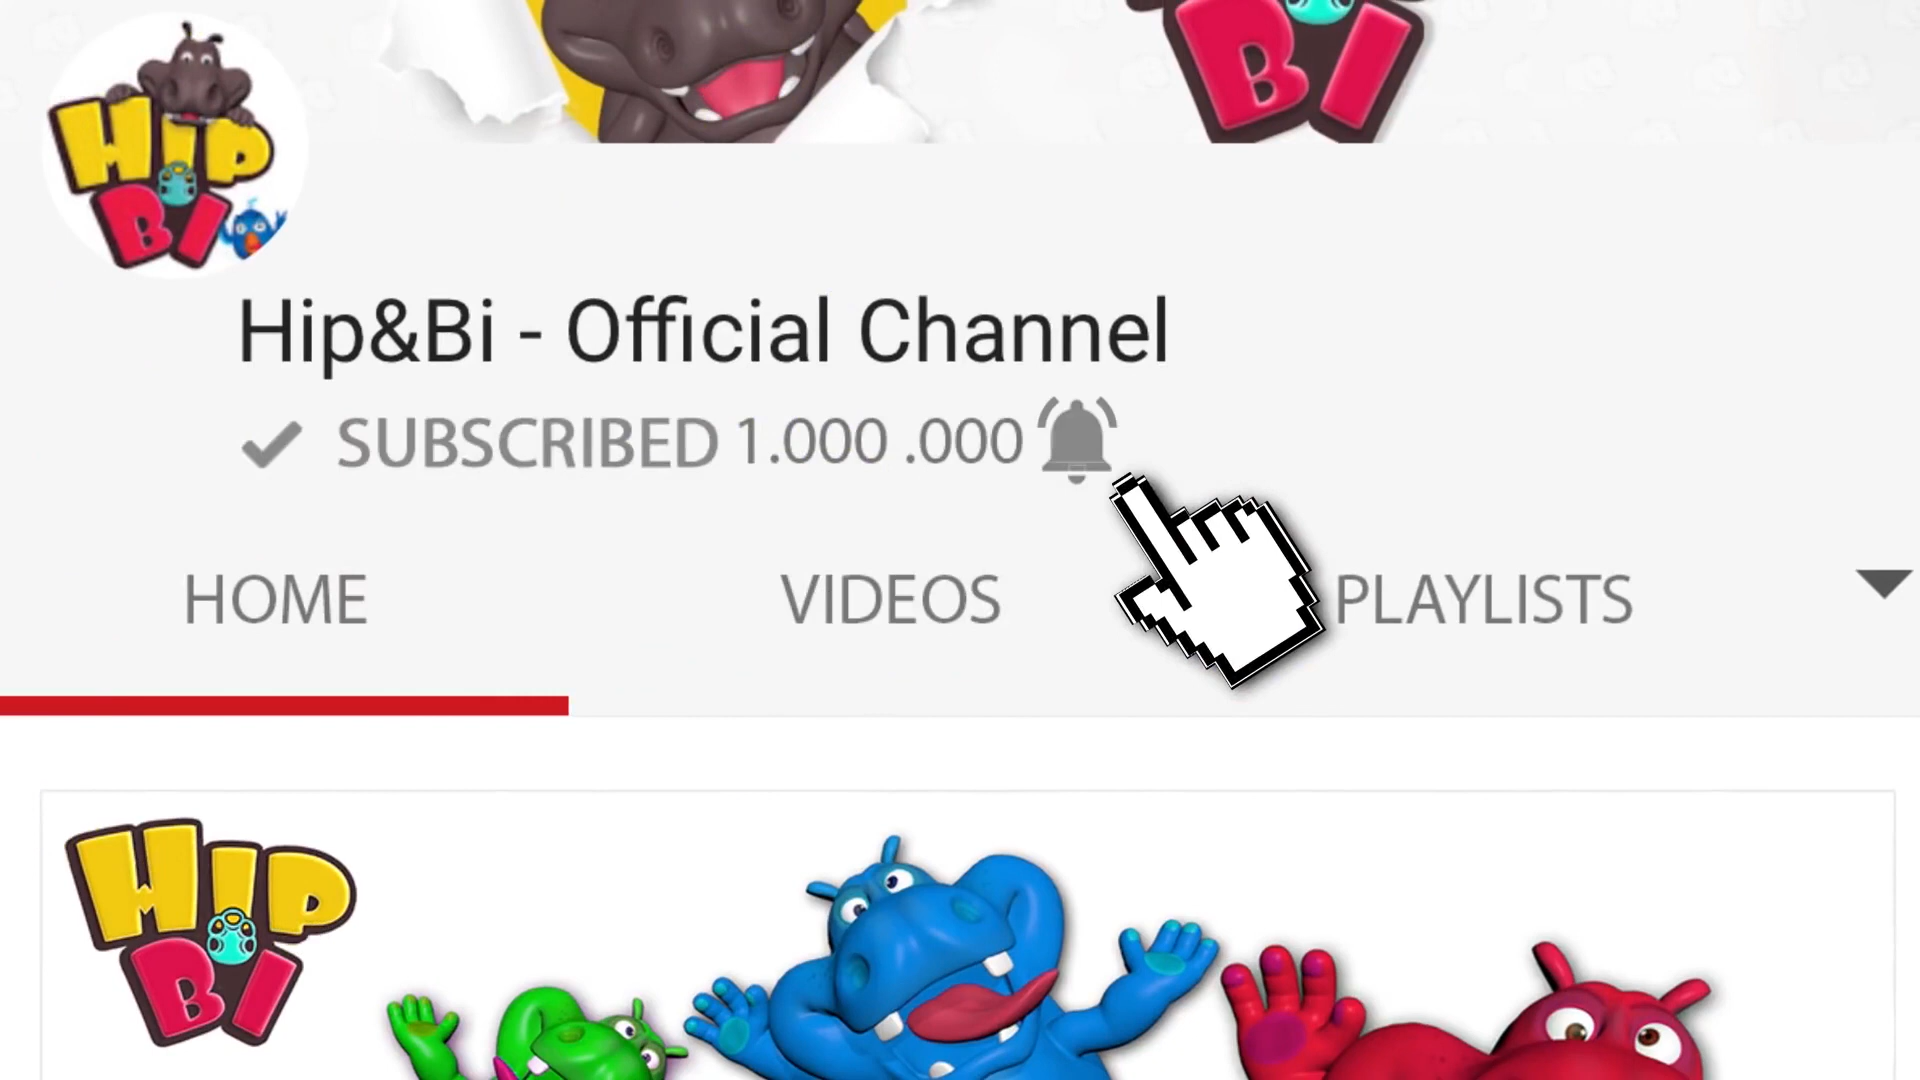 BI
HiP
BI
Hip&Bi - Official Channel
SUBSCRIBED 1.000 .000
HOME VIDEOS PLAYLISTS
HIP
BI